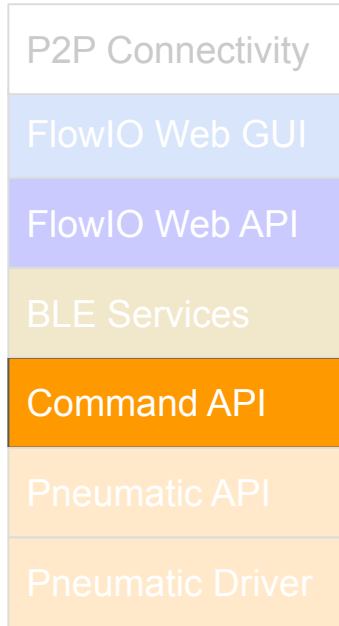 P2P Connectivity
FlowIO Web GUI
FlowIO Web API
BLE Services
Command API
Pneumatic API
Pneumatic Driver